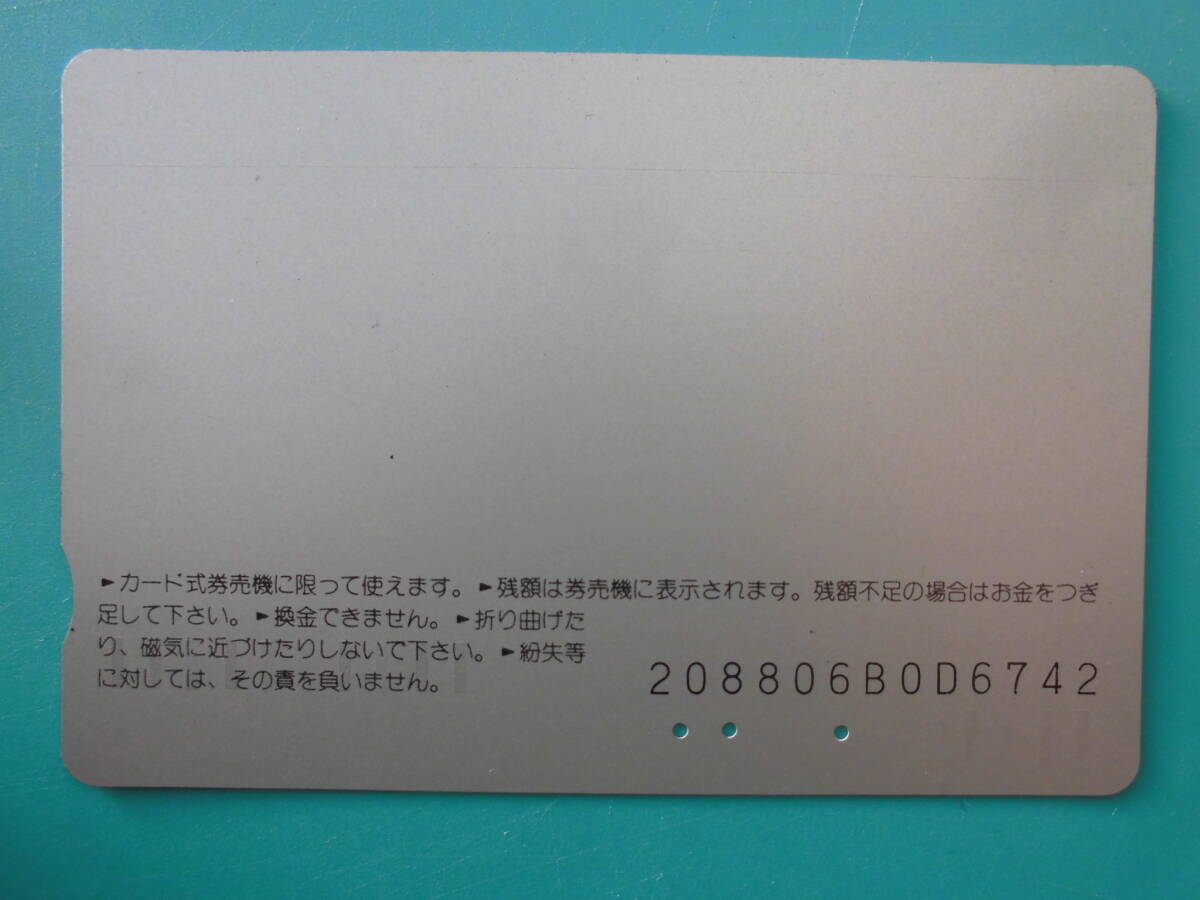 ►カード式券売機に限って使えます。►残額は券売機に表示されます。残額不足の場合はお金をつぎ
足して下さい。►換金できません。►折り曲げた
り、磁気に近づけたりしないで下さい。►紛失等
に対しては、その責を負いません。
208806B0D6742